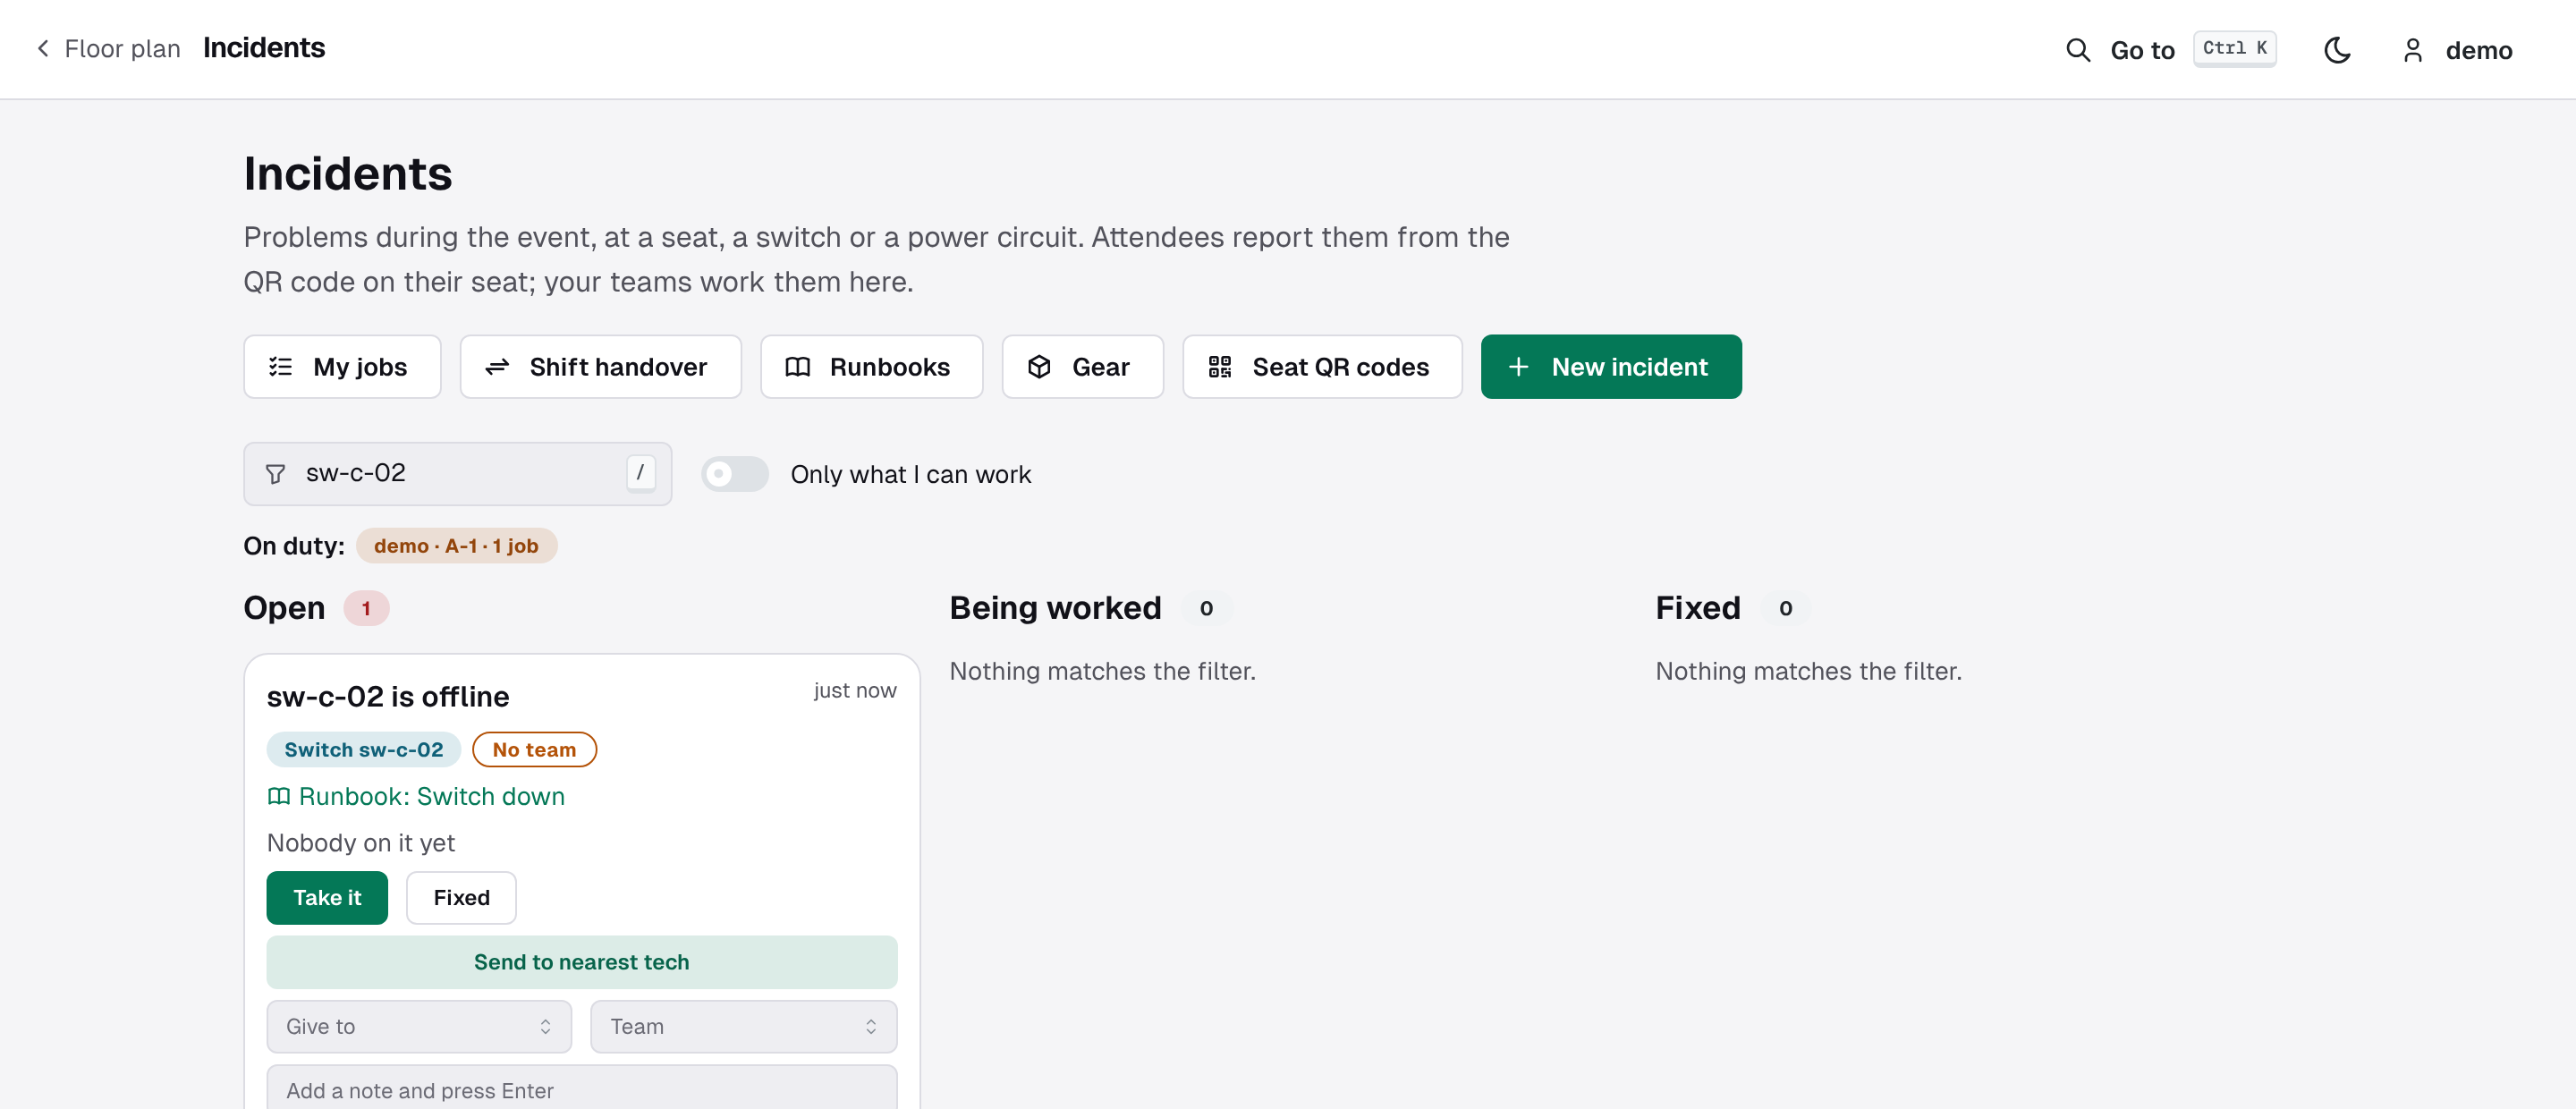 Floor plan Incidents Go to Ctrl K demo
Incidents
Problems during the event, at a seat, a switch or a power circuit. Attendees report them from the
QR code on their seat; your teams work them here.
My jobs Shift handover Runbooks Gear Seat QR codes New incident
sw-c-02 / Only what I can work
On duty: demo · A-1 · 1 job
Open 1 Being worked 0 Fixed 0
sw-c-02 is offline just now
Nothing matches the filter. Nothing matches the filter.
Switch sw-c-02 No team
Runbook: Switch down
Nobody on it yet
Take it Fixed
Send to nearest tech
Give to Team
Add a note and press Enter